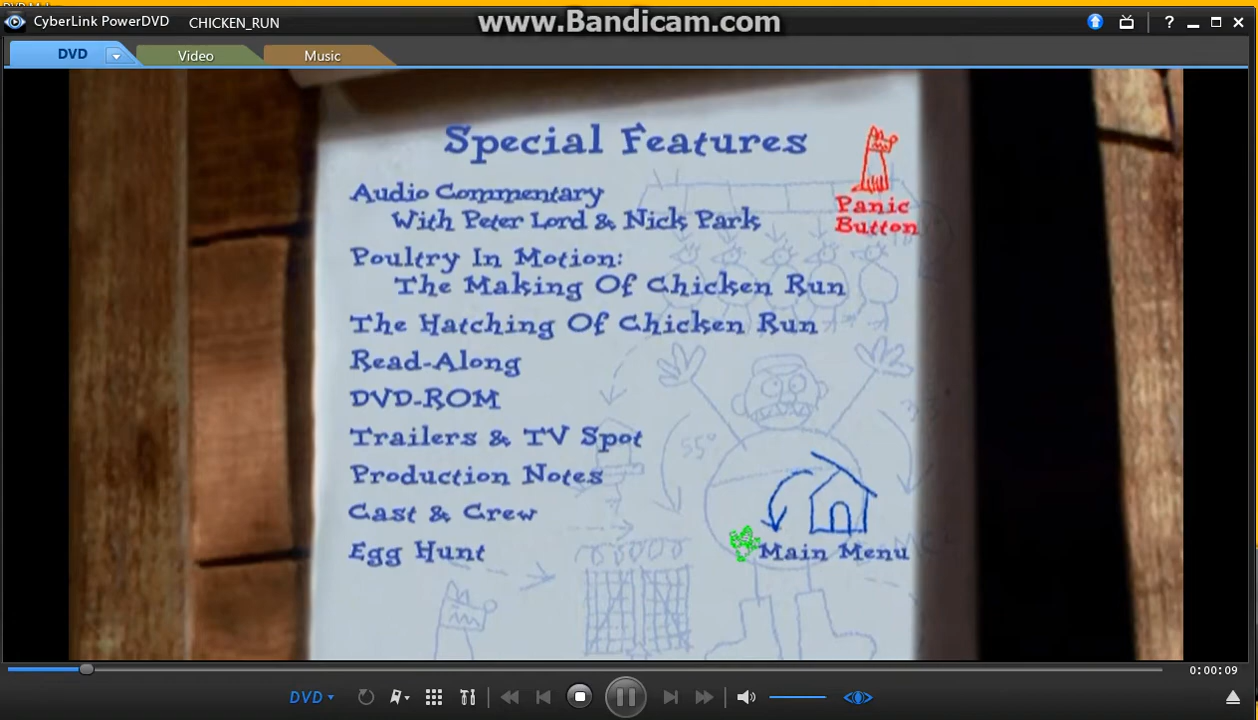 CyberLink PowerDVD CHICKEN_RUN
www.Bandicam.com
?
DVD Video Music
Special Features
Audio Commentary
With Peter Lord & Nick Park
Panic
Button
Poultry In Motion:
The Making Of Chicken Run
The Hatching Of Chicken Run
Read-Along
DVD-ROM
Trailers & TV Spot
55°
Production Notes
Cast & Crew
Egg Hunt
Main Menu
0:00:09
DVD